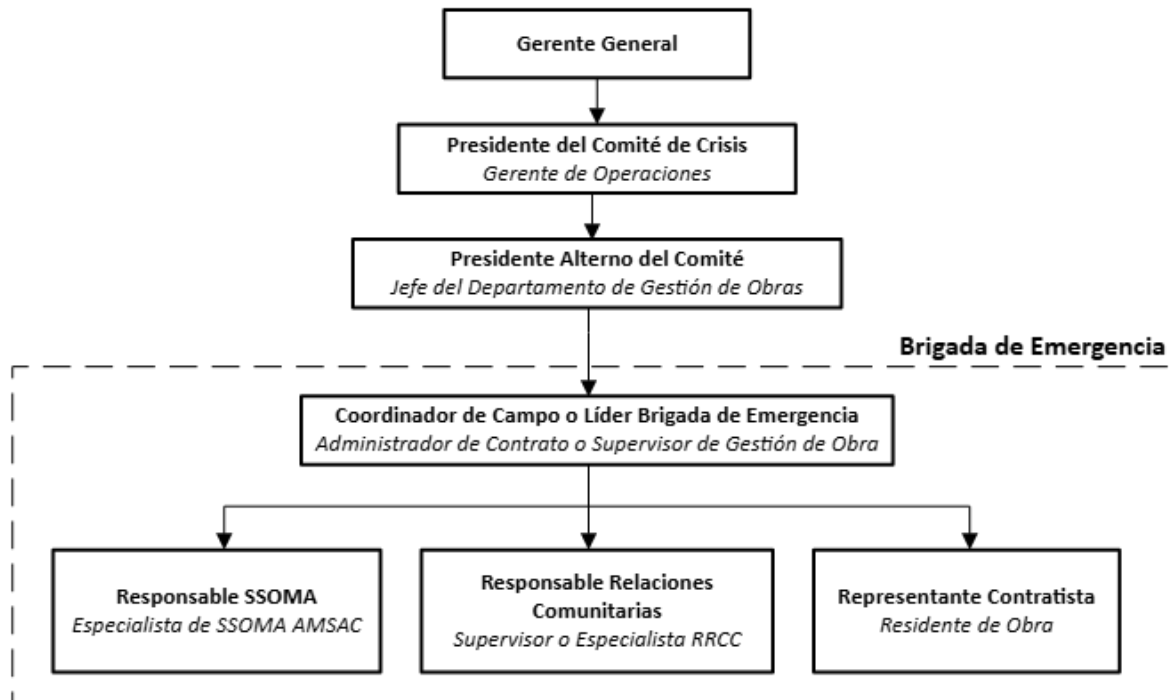 Gerente General
Presidente del Comité de Crisis
Gerente de Operaciones
Presidente Alterno del Comité
Jefe del Departamento de Gestión de Obras
Brigada de Emergencia
Coordinador de Campo o Líder Brigada de Emergencia
Administrador de Contrato o Supervisor de Gestión de Obra
Responsable SSOMA
Especialista de SSOMA AMSAC
Responsable Relaciones
Comunitarias
Supervisor o Especialista RRCC
Representante Contratista
Residente de Obra